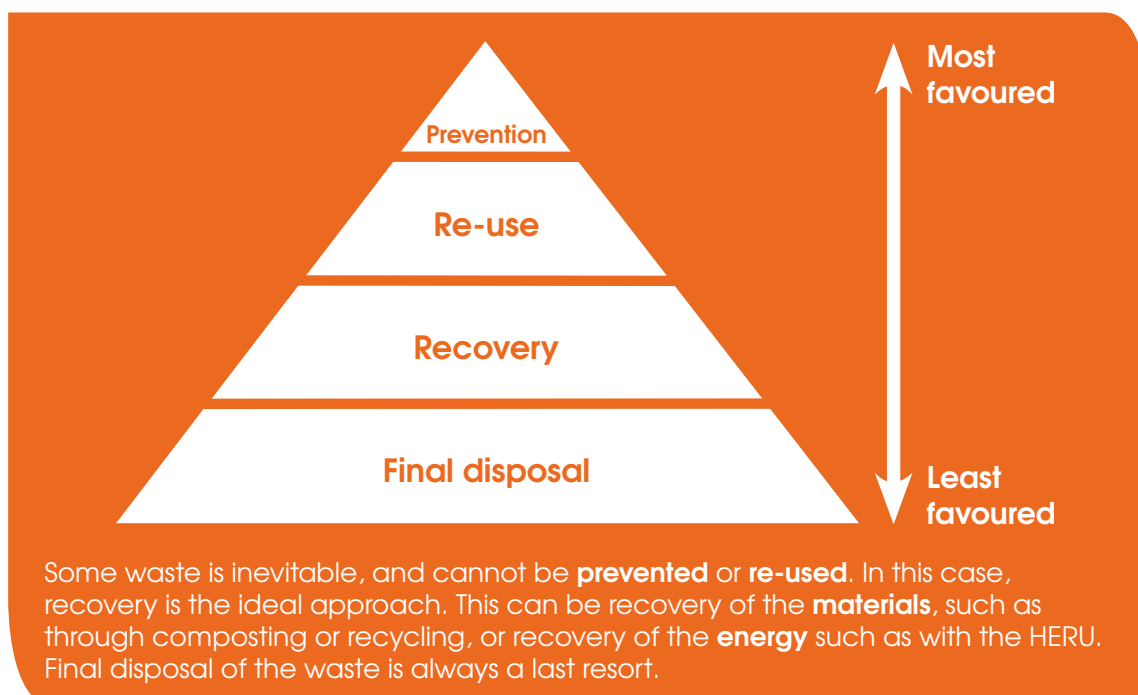 Most
favoured
Prevention
Re-use
Recovery
Final disposal
Least
favoured
Some waste is inevitable, and cannot be prevented or re-used. In this case,
recovery is the ideal approach. This can be recovery of the materials, such as
through composting or recycling, or recovery of the energy such as with the HERU.
Final disposal of the waste is always a last resort.